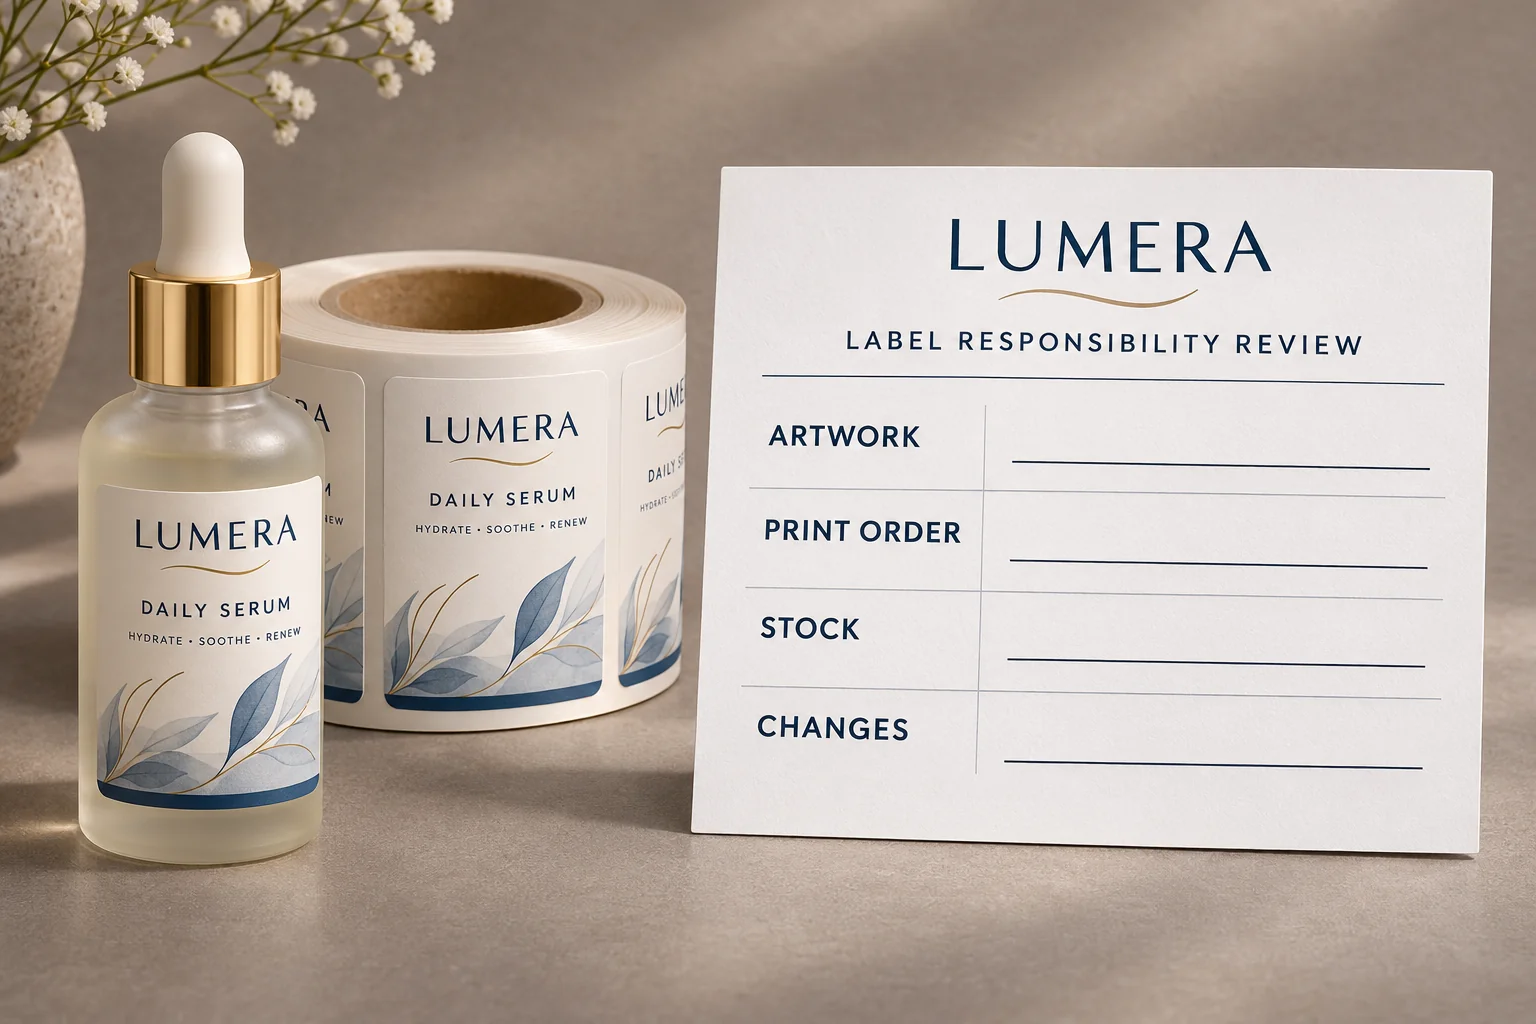 LUMERA
DAILY SERUM
HYDRATE • SOOTHE • RENEW
LUMERA
DAILY SERUM
HYDRATE • SOOTHE • RENEW
LUMERA
LABEL RESPONSIBILITY REVIEW
ARTWORK
PRINT ORDER
STOCK
CHANGES